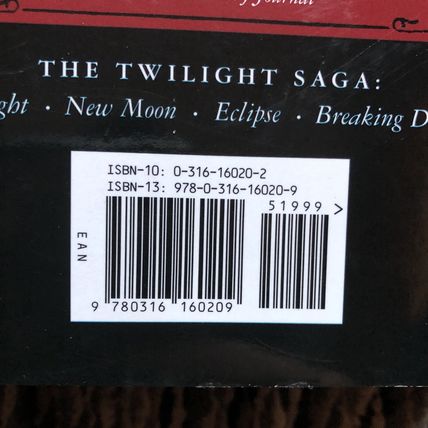 Journal
THE TWILIGHT SAGA:
ght · New Moon · Eclipse · Breaking D
ISBN-10: 0-316-16020-2
ISBN-13: 978-0-316-16020-9
51999 >
EAN
9 780316 160209